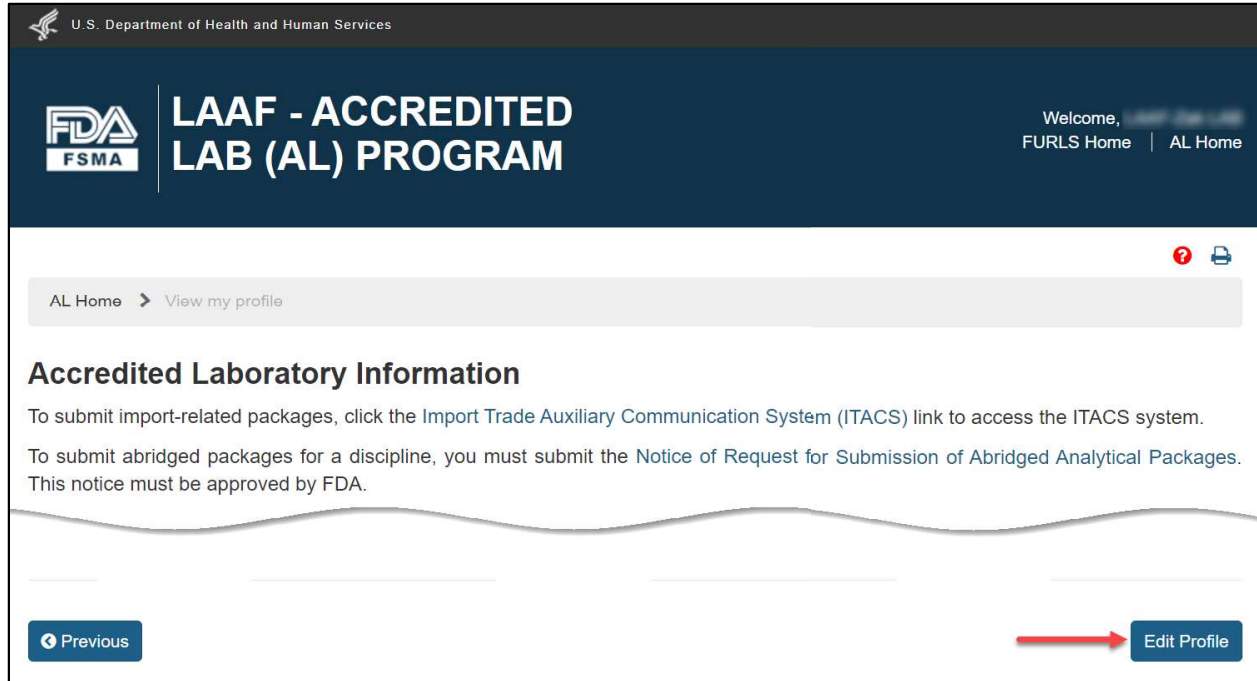 U.S. Department of Health and Human Services
FDA
FSMA
LAAF - ACCREDITED
LAB (AL) PROGRAM
Welcome,
FURLS Home | AL Home
?
AL Home > View my profile
Accredited Laboratory Information
To submit import-related packages, click the Import Trade Auxiliary Communication System (ITACS) link to access the ITACS system.
To submit abridged packages for a discipline, you must submit the Notice of Request for Submission of Abridged Analytical Packages.
This notice must be approved by FDA.
Previous
Edit Profile